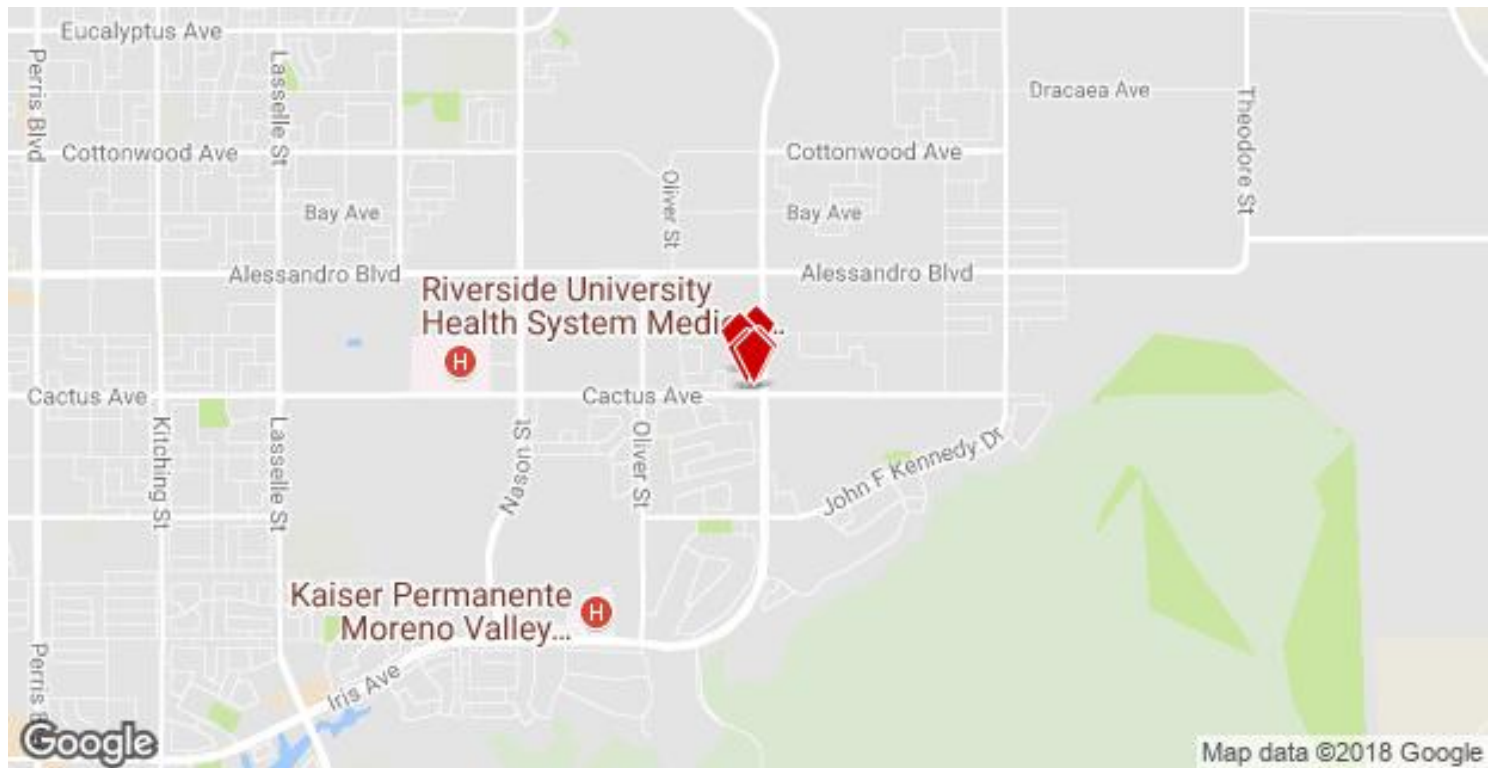 Eucalyptus Ave
Perris Blvd
Lasselle St
Dracaea Ave
Theodore St
Cottonwood Ave
Cottonwood Ave
Oliver St
Bay Ave
Bay Ave
Alessandro Blvd
Alessandro Blvd
Riverside University
Health System Medic...
H
Cactus Ave
Cactus Ave
Kitching St
Lasselle St
Nason St
Oliver St
John F Kennedy Dr
Kaiser Permanente
Moreno Valley...
H
Perris B
Iris Ave
Google
Map data ©2018 Google